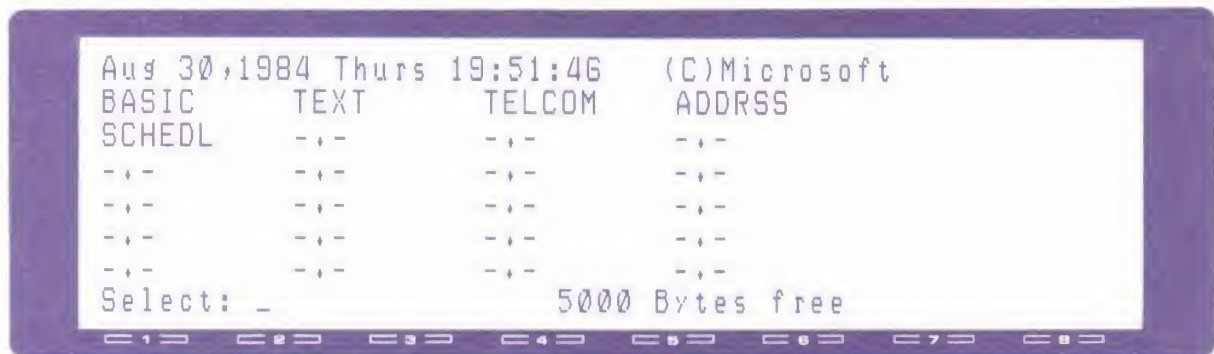 Aug 30,1984 Thurs 19:51:46 (C)Microsoft
BASIC TEXT TELCOM ADDRSS
SCHEDL -.- -.- -.-
-.- -.- -.- -.-
-.- -.- -.- -.-
-.- -.- -.- -.-
-.- -.- -.- -.-
Select: _ 5000 Bytes free
1 2 3 4 5 6 7 8